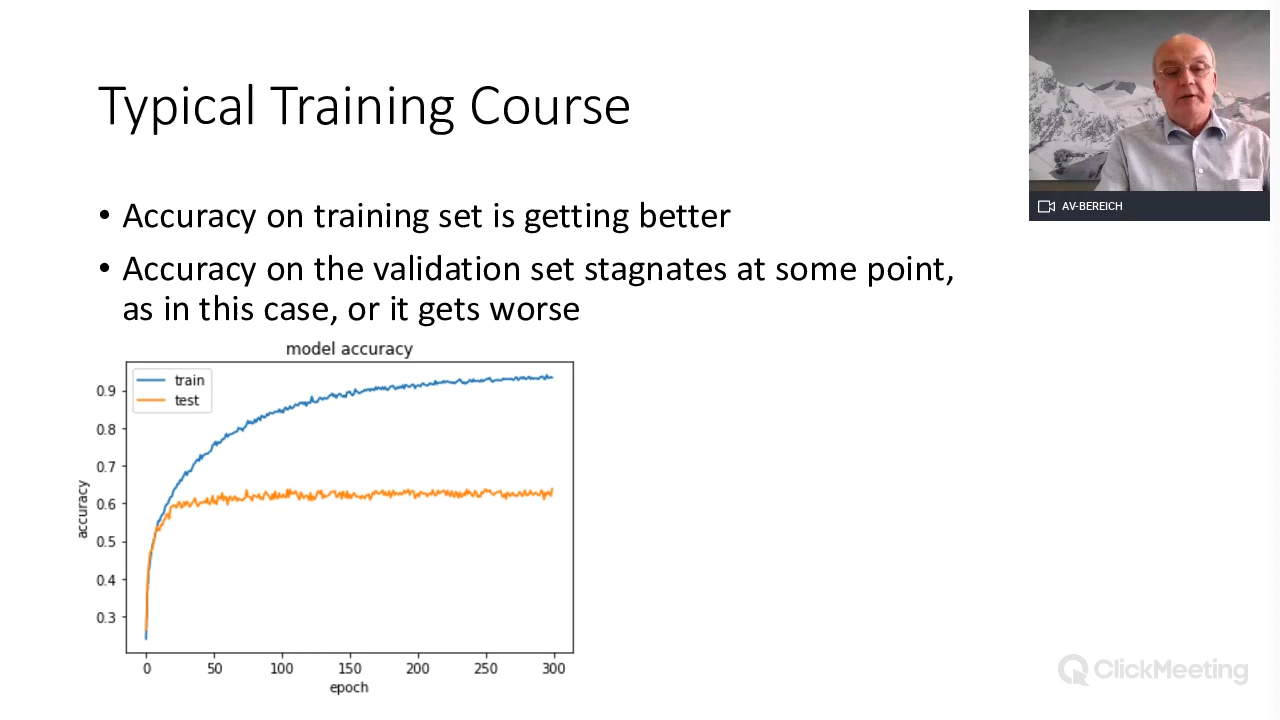 Typical Training Course
• Accuracy on training set is getting better
• Accuracy on the validation set stagnates at some point,
as in this case, or it gets worse
model accuracy
train
test
0.9
0.8
0.7
0.6
0.5
0.4
0.3
accuracy
0 50 100 150 200 250 300
epoch
AV-BEREICH
ClickMeeting